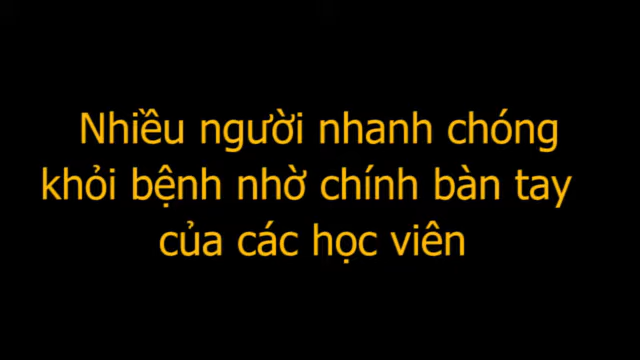 Nhiều người nhanh chóng
khỏi bệnh nhờ chính bàn tay
của các học viên